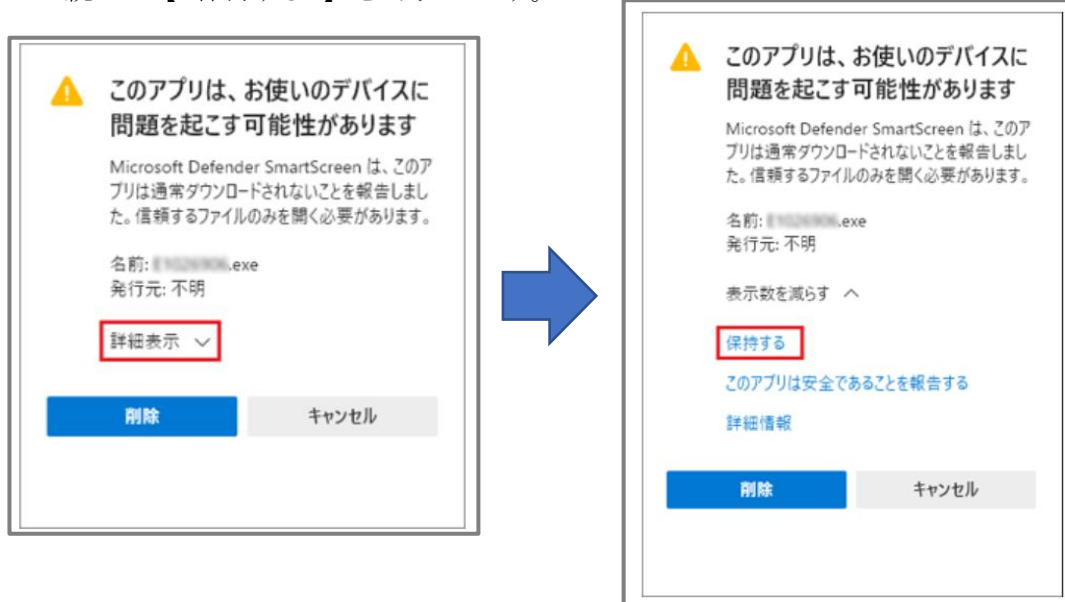 このアプリは、お使いのデバイスに
問題を起こす可能性があります
Microsoft Defender SmartScreen は、このア
プリは通常ダウンロードされないことを報告しまし
た。信頼するファイルのみを開く必要があります。
名前: .exe
発行元: 不明
詳細表示
削除
キャンセル
このアプリは、お使いのデバイスに
問題を起こす可能性があります
Microsoft Defender SmartScreen は、このア
プリは通常ダウンロードされないことを報告しまし
た。信頼するファイルのみを開く必要があります。
名前: .exe
発行元: 不明
表示数を減らす
保持する
このアプリは安全であることを報告する
詳細情報
削除
キャンセル